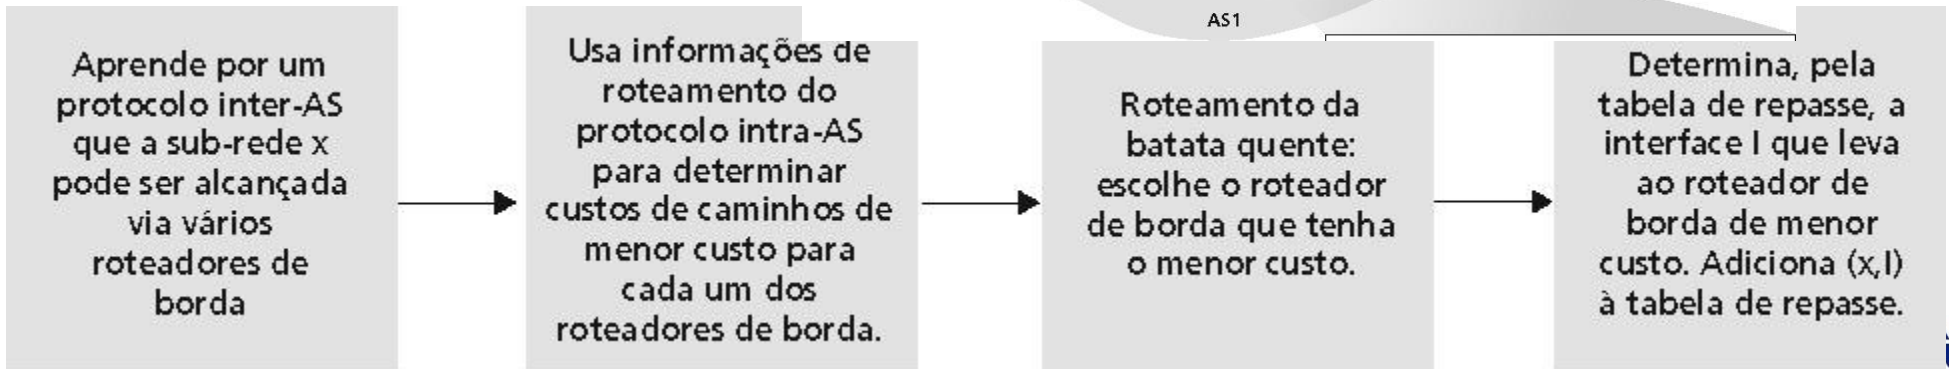 AS1
Aprende por um
protocolo inter-AS
que a sub-rede x
pode ser alcançada
via vários
roteadores de
borda
Usa informações de
roteamento do
protocolo intra-AS
para determinar
custos de caminhos de
menor custo para
cada um dos
roteadores de borda.
Roteamento da
batata quente:
escolhe o roteador
de borda que tenha
o menor custo.
Determina, pela
tabela de repasse, a
interface I que leva
ao roteador de
borda de menor
custo. Adiciona (x,I)
à tabela de repasse.